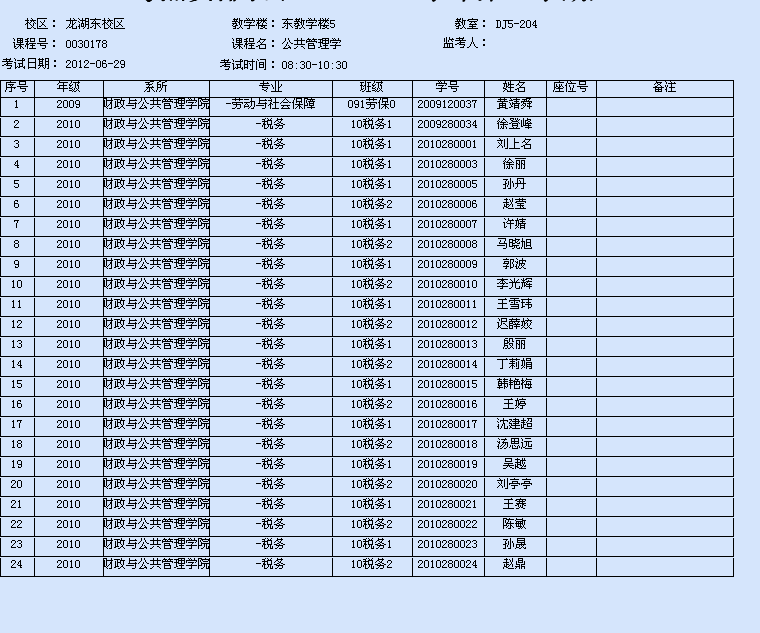 校区： 龙湖东校区 教学楼： 东教学楼5 教室： DJ5-204
课程号： 0030178 课程名： 公共管理学 监考人：
考试日期： 2012-06-29 考试时间： 08:30-10:30
序号 年级 系所 专业 班级 学号 姓名 座位号 备注
1 2009 财政与公共管理学院 -劳动与社会保障 091劳保0 2009120037 黄靖舜
2 2010 财政与公共管理学院 -税务 10税务1 2009280034 徐登峰
3 2010 财政与公共管理学院 -税务 10税务1 2010280001 刘上名
4 2010 财政与公共管理学院 -税务 10税务1 2010280003 徐丽
5 2010 财政与公共管理学院 -税务 10税务1 2010280005 孙丹
6 2010 财政与公共管理学院 -税务 10税务2 2010280006 赵莹
7 2010 财政与公共管理学院 -税务 10税务1 2010280007 许婧
8 2010 财政与公共管理学院 -税务 10税务2 2010280008 马晓旭
9 2010 财政与公共管理学院 -税务 10税务1 2010280009 郭波
10 2010 财政与公共管理学院 -税务 10税务2 2010280010 李光辉
11 2010 财政与公共管理学院 -税务 10税务1 2010280011 王雪玮
12 2010 财政与公共管理学院 -税务 10税务2 2010280012 迟薛姣
13 2010 财政与公共管理学院 -税务 10税务1 2010280013 殷丽
14 2010 财政与公共管理学院 -税务 10税务2 2010280014 丁莉娟
15 2010 财政与公共管理学院 -税务 10税务1 2010280015 韩艳梅
16 2010 财政与公共管理学院 -税务 10税务2 2010280016 王婷
17 2010 财政与公共管理学院 -税务 10税务1 2010280017 沈建超
18 2010 财政与公共管理学院 -税务 10税务2 2010280018 汤思远
19 2010 财政与公共管理学院 -税务 10税务1 2010280019 吴越
20 2010 财政与公共管理学院 -税务 10税务2 2010280020 刘亭亭
21 2010 财政与公共管理学院 -税务 10税务1 2010280021 王赛
22 2010 财政与公共管理学院 -税务 10税务2 2010280022 陈敏
23 2010 财政与公共管理学院 -税务 10税务1 2010280023 孙晟
24 2010 财政与公共管理学院 -税务 10税务2 2010280024 赵鼎